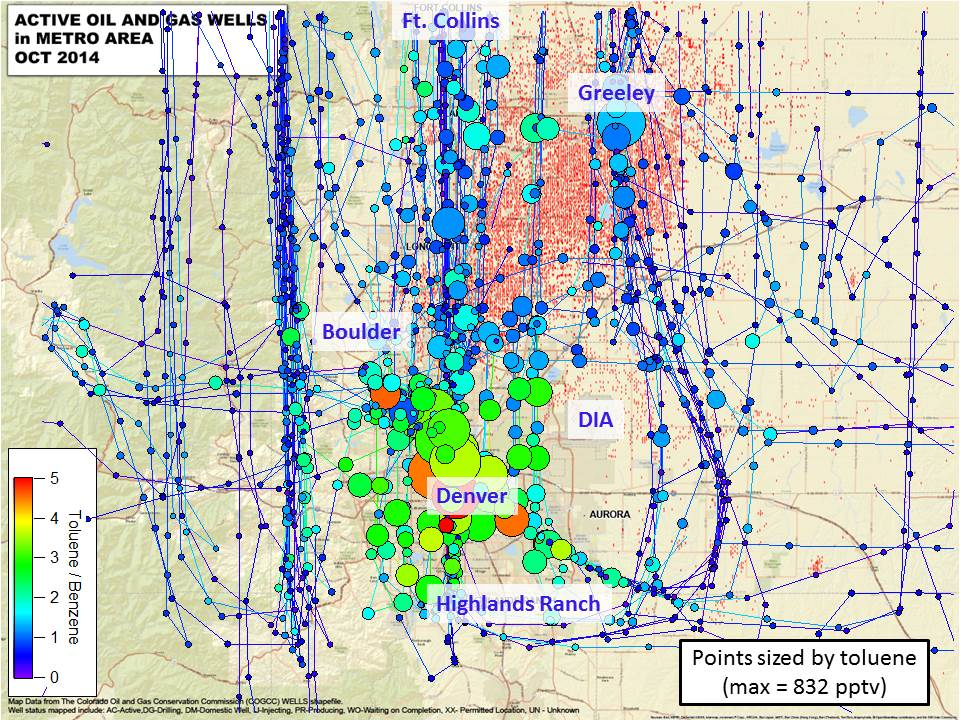 ACTIVE OIL AND GAS WELLS
in METRO AREA
OCT 2014
FORT COLLINS
Ft. Collins
Greeley
Boulder
DIA
Denver
AURORA
Highlands Ranch
5
4
3
2
1
0
Toluene / Benzene
Points sized by toluene
(max = 832 pptv)
Map Data from The Colorado Oil and Gas Conservation Commission (COGCC) WELLS shapefile.
Well status mapped include: AC-Active,DG-Drilling, DM-Domestic Well, IJ-Injecting, PR-Producing, WO-Waiting on Completion, XX- Permitted Location, UN - Unknown